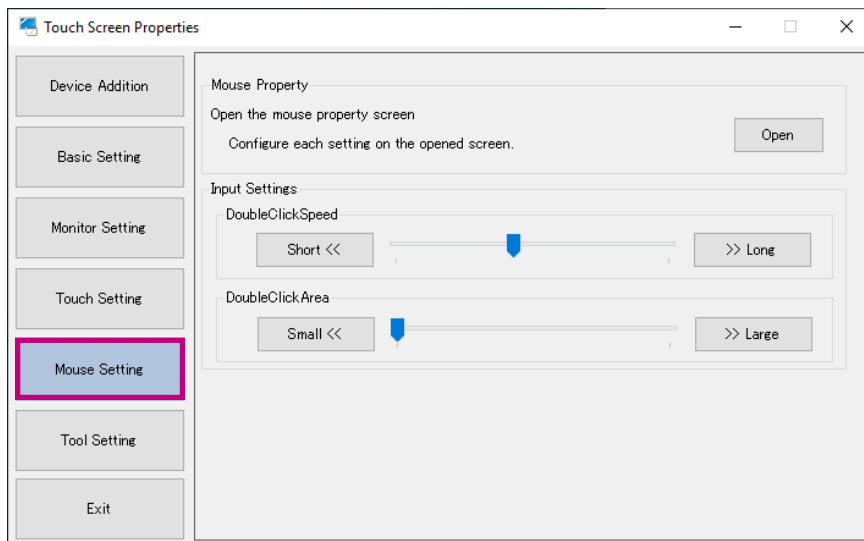 Touch Screen Properties
Device Addition
Basic Setting
Monitor Setting
Touch Setting
Mouse Setting
Tool Setting
Exit
Mouse Property
Open the mouse property screen
Configure each setting on the opened screen.
Open
Input Settings
DoubleClickSpeed
Short <<
>> Long
DoubleClickArea
Small <<
>> Large